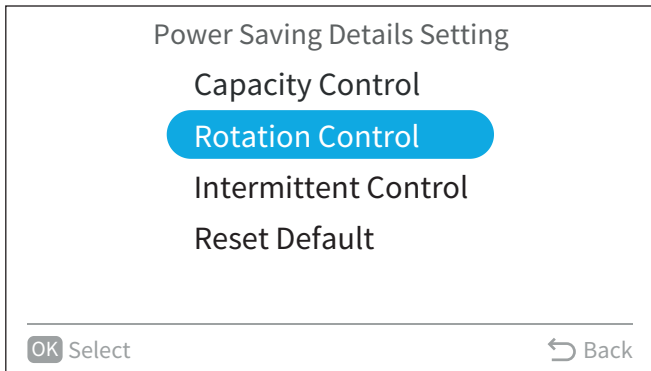 Power Saving Details Setting
Capacity Control
Rotation Control
Intermittent Control
Reset Default
OK Select
Back